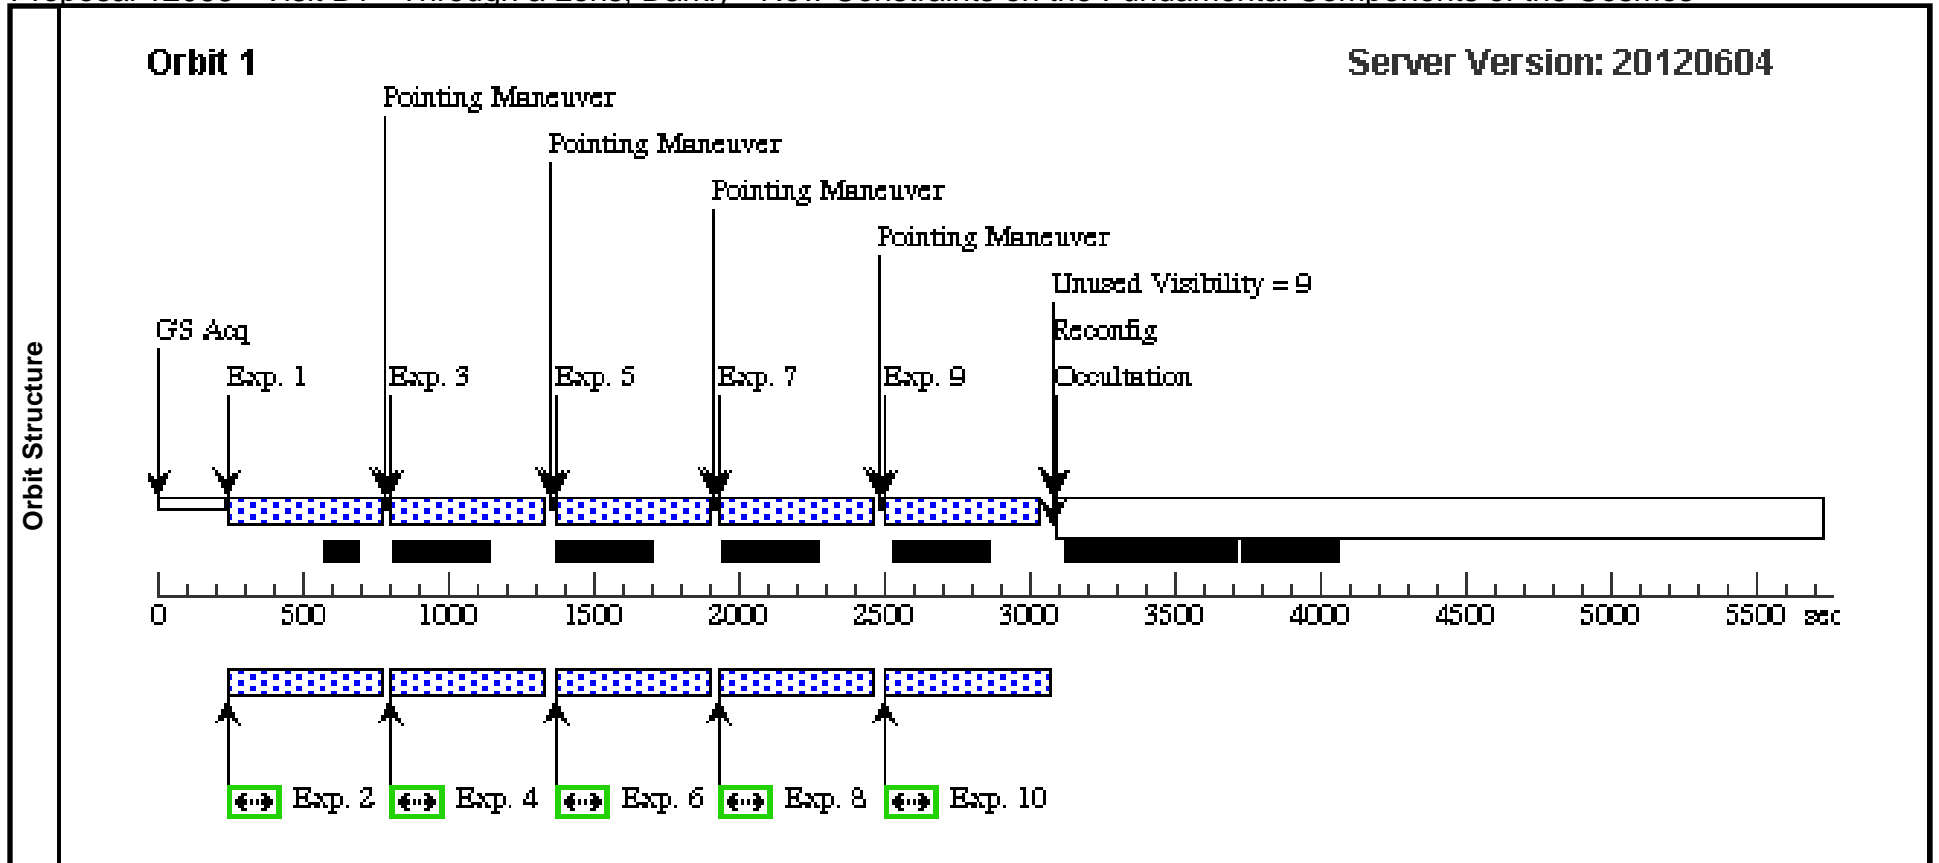 Orbit 1
Server Version: 20120604
Pointing Maneuver
Pointing Maneuver
Pointing Maneuver
Pointing Maneuver
Unused Visibility = 9
GS Acq
Reconfig
Exp. 1
Exp. 3
Exp. 5
Exp. 7
Exp. 9
Occultation
Orbit Structure
0 500 1000 1500 2000 2500 3000 3500 4000 4500 5000 5500 sec
Exp. 2
Exp. 4
Exp. 6
Exp. 8
Exp. 10